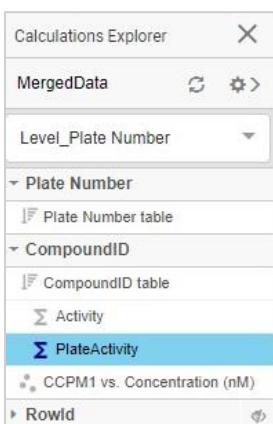 Calculations Explorer
MergedData
Level_Plate Number
Plate Number
Plate Number table
CompoundID
CompoundID table
Σ Activity
Σ PlateActivity
CCPM1 vs. Concentration (nM)
RowId